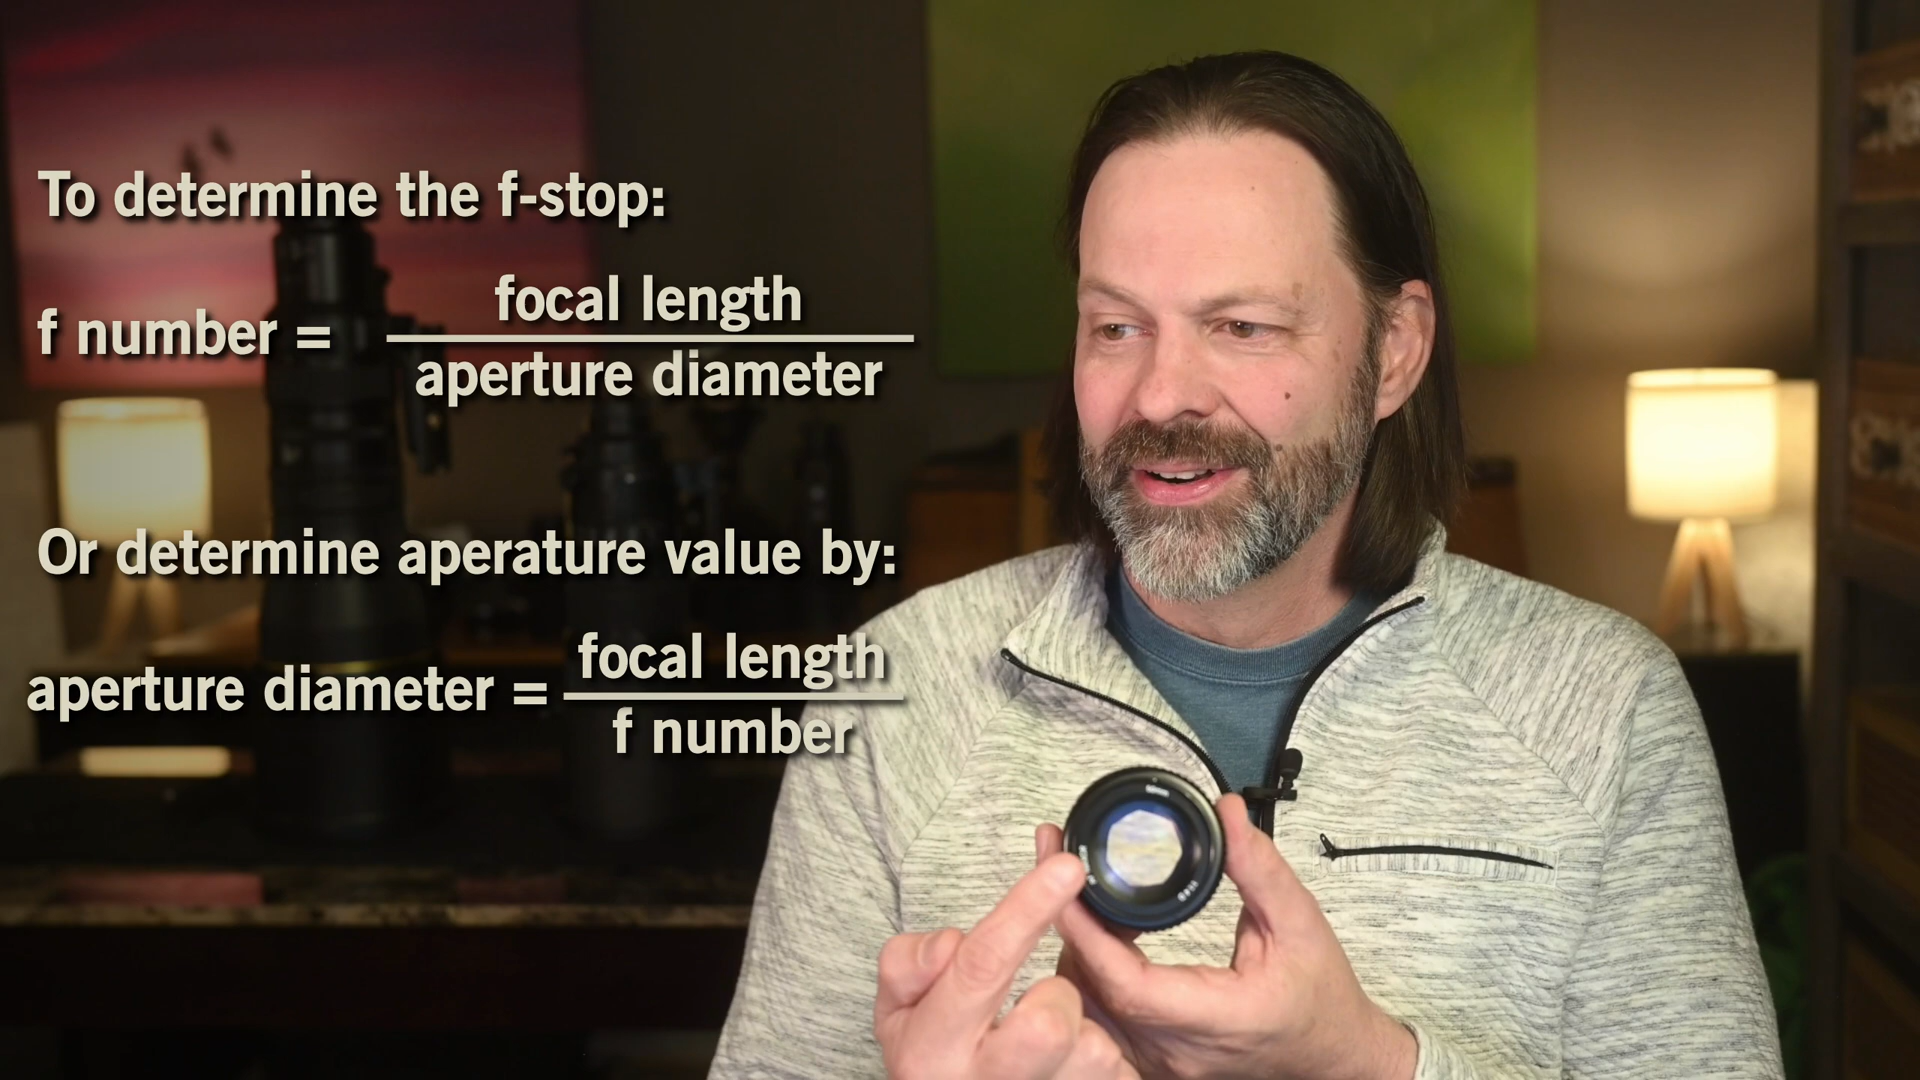 To determine the f-stop:
f number = focal length
aperture diameter
Or determine aperature value by:
aperture diameter = focal length
f number